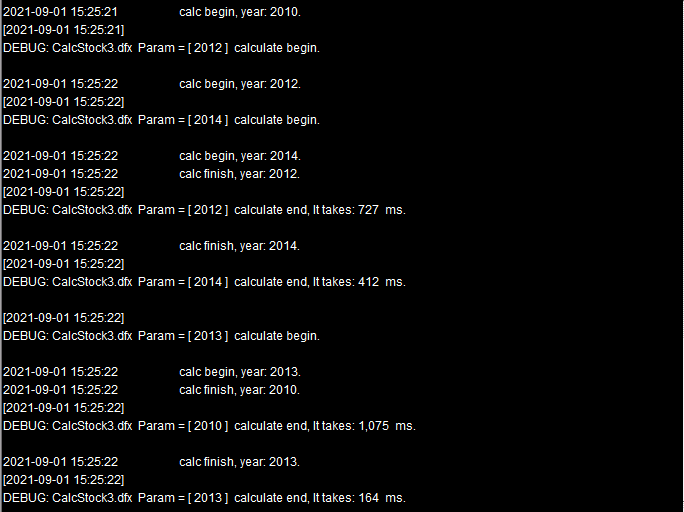 2021-09-01 15:25:21 calc begin, year: 2010.
[2021-09-01 15:25:21]
DEBUG: CalcStock3.dfx Param = [ 2012 ] calculate begin.
2021-09-01 15:25:22 calc begin, year: 2012.
[2021-09-01 15:25:22]
DEBUG: CalcStock3.dfx Param = [ 2014 ] calculate begin.
2021-09-01 15:25:22 calc begin, year: 2014.
2021-09-01 15:25:22 calc finish, year: 2012.
[2021-09-01 15:25:22]
DEBUG: CalcStock3.dfx Param = [ 2012 ] calculate end, It takes: 727 ms.
2021-09-01 15:25:22 calc finish, year: 2014.
[2021-09-01 15:25:22]
DEBUG: CalcStock3.dfx Param = [ 2014 ] calculate end, It takes: 412 ms.
[2021-09-01 15:25:22]
DEBUG: CalcStock3.dfx Param = [ 2013 ] calculate begin.
2021-09-01 15:25:22 calc begin, year: 2013.
2021-09-01 15:25:22 calc finish, year: 2010.
[2021-09-01 15:25:22]
DEBUG: CalcStock3.dfx Param = [ 2010 ] calculate end, It takes: 1,075 ms.
2021-09-01 15:25:22 calc finish, year: 2013.
[2021-09-01 15:25:22]
DEBUG: CalcStock3.dfx Param = [ 2013 ] calculate end, It takes: 164 ms.